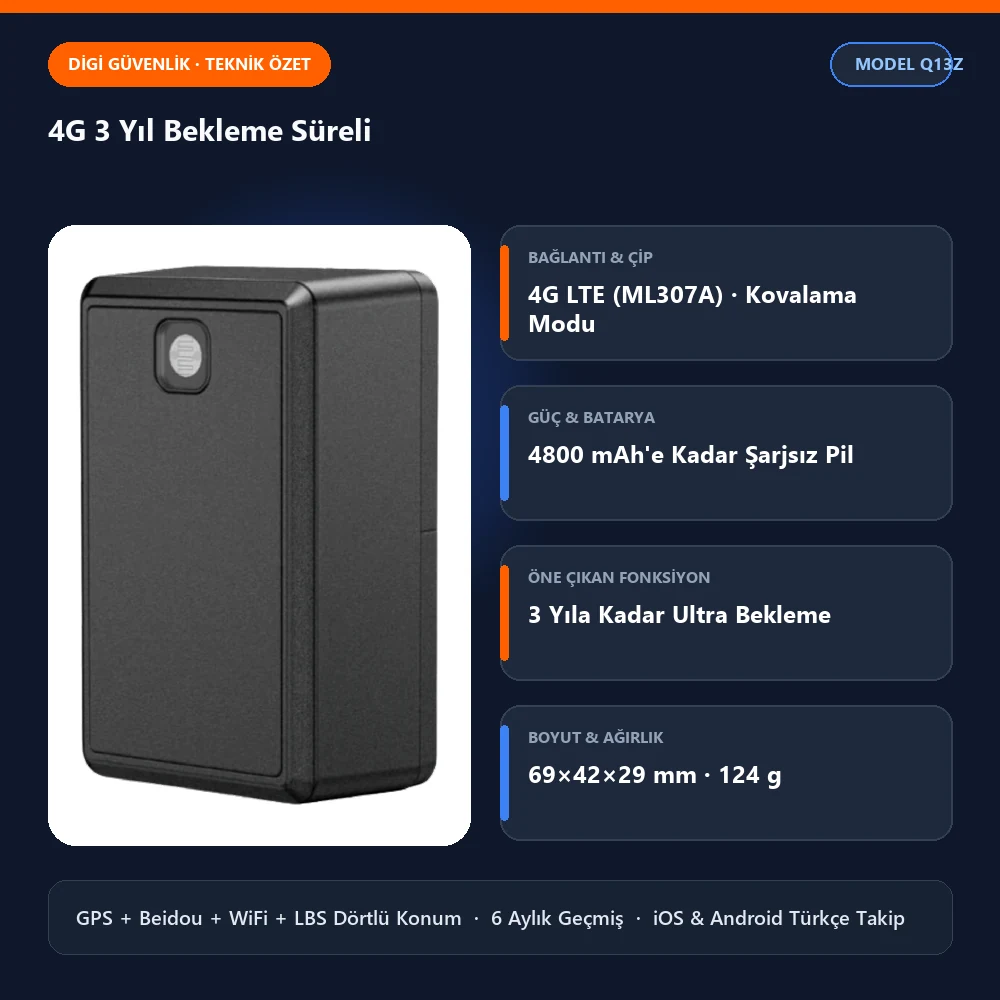 DİGİ GÜVENLİK · TEKNİK ÖZET
MODEL Q13Z
4G 3 Yıl Bekleme Süreli
BAĞLANTI & ÇİP
4G LTE (ML307A) · Kovalama
Modu
GÜÇ & BATARYA
4800 mAh'e Kadar Şarjsız Pil
ÖNE ÇIKAN FONKSİYON
3 Yıla Kadar Ultra Bekleme
BOYUT & AĞIRLIK
69×42×29 mm · 124 g
GPS + Beidou + WiFi + LBS Dörtlü Konum · 6 Aylık Geçmiş · iOS & Android Türkçe Takip